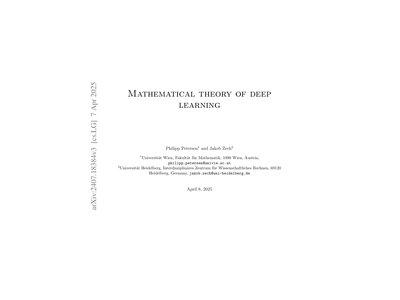 arXiv:2407.18384v3 [cs.LG] 7 Apr 2025
Mathematical theory of deep
learning
Philipp Petersen¹ and Jakob Zech²
¹Universität Wien, Fakultät für Mathematik, 1090 Wien, Austria,
philipp.petersen@univie.ac.at
²Universität Heidelberg, Interdisziplinäres Zentrum für Wissenschaftliches Rechnen, 69120
Heidelberg, Germany, jakob.zech@uni-heidelberg.de
April 8, 2025